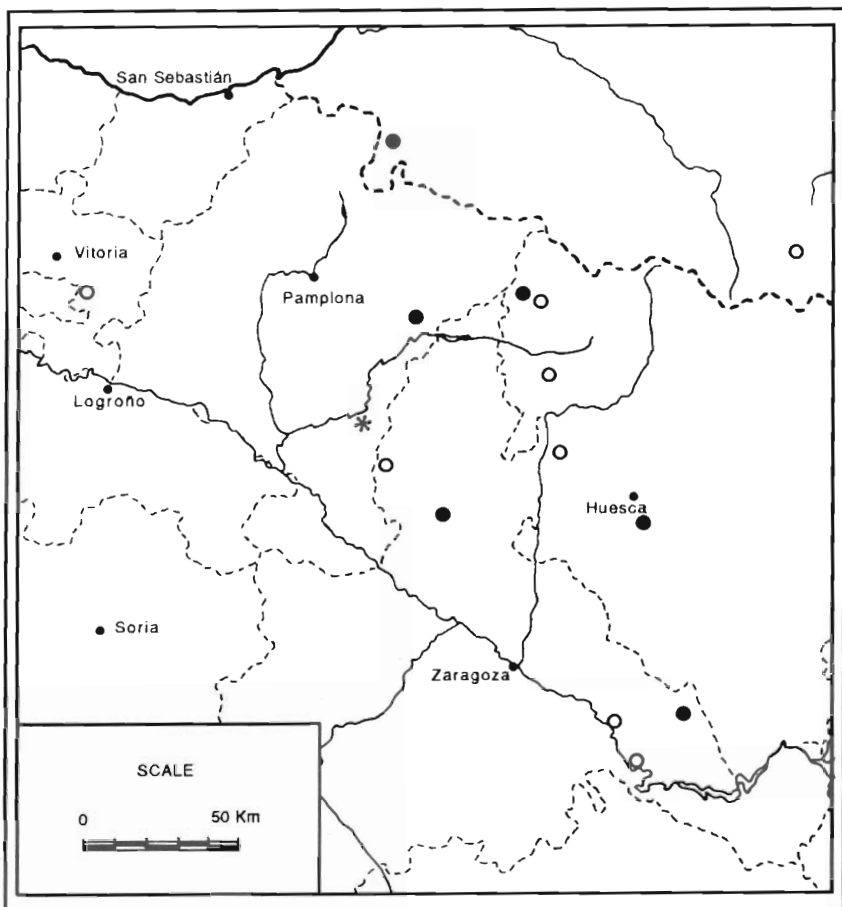 San Sebastián
Vitoria
Pamplona
Logroño
Huesca
Soria
Zaragoza
SCALE
0 50 Km